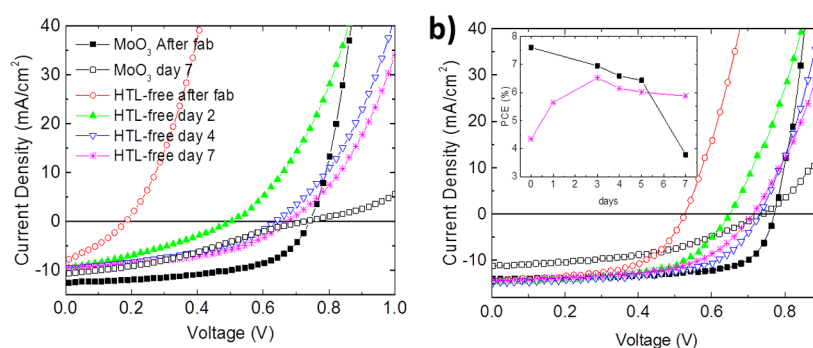 40
30
20
10
0
-10
Current Density (mA/cm²)
MoO₃ After fab
MoO₃ day 7
HTL-free after fab
HTL-free day 2
HTL-free day 4
HTL-free day 7
0.0 0.2 0.4 0.6 0.8 1.0
Voltage (V)
b)
40
30
20
10
0
-10
Current Density (mA/cm²)
8
7
6
5
4
3
2
PCE (%)
0 1 2 3 4 5 6 7
days
0.0 0.2 0.4 0.6 0.8
Voltage (V)